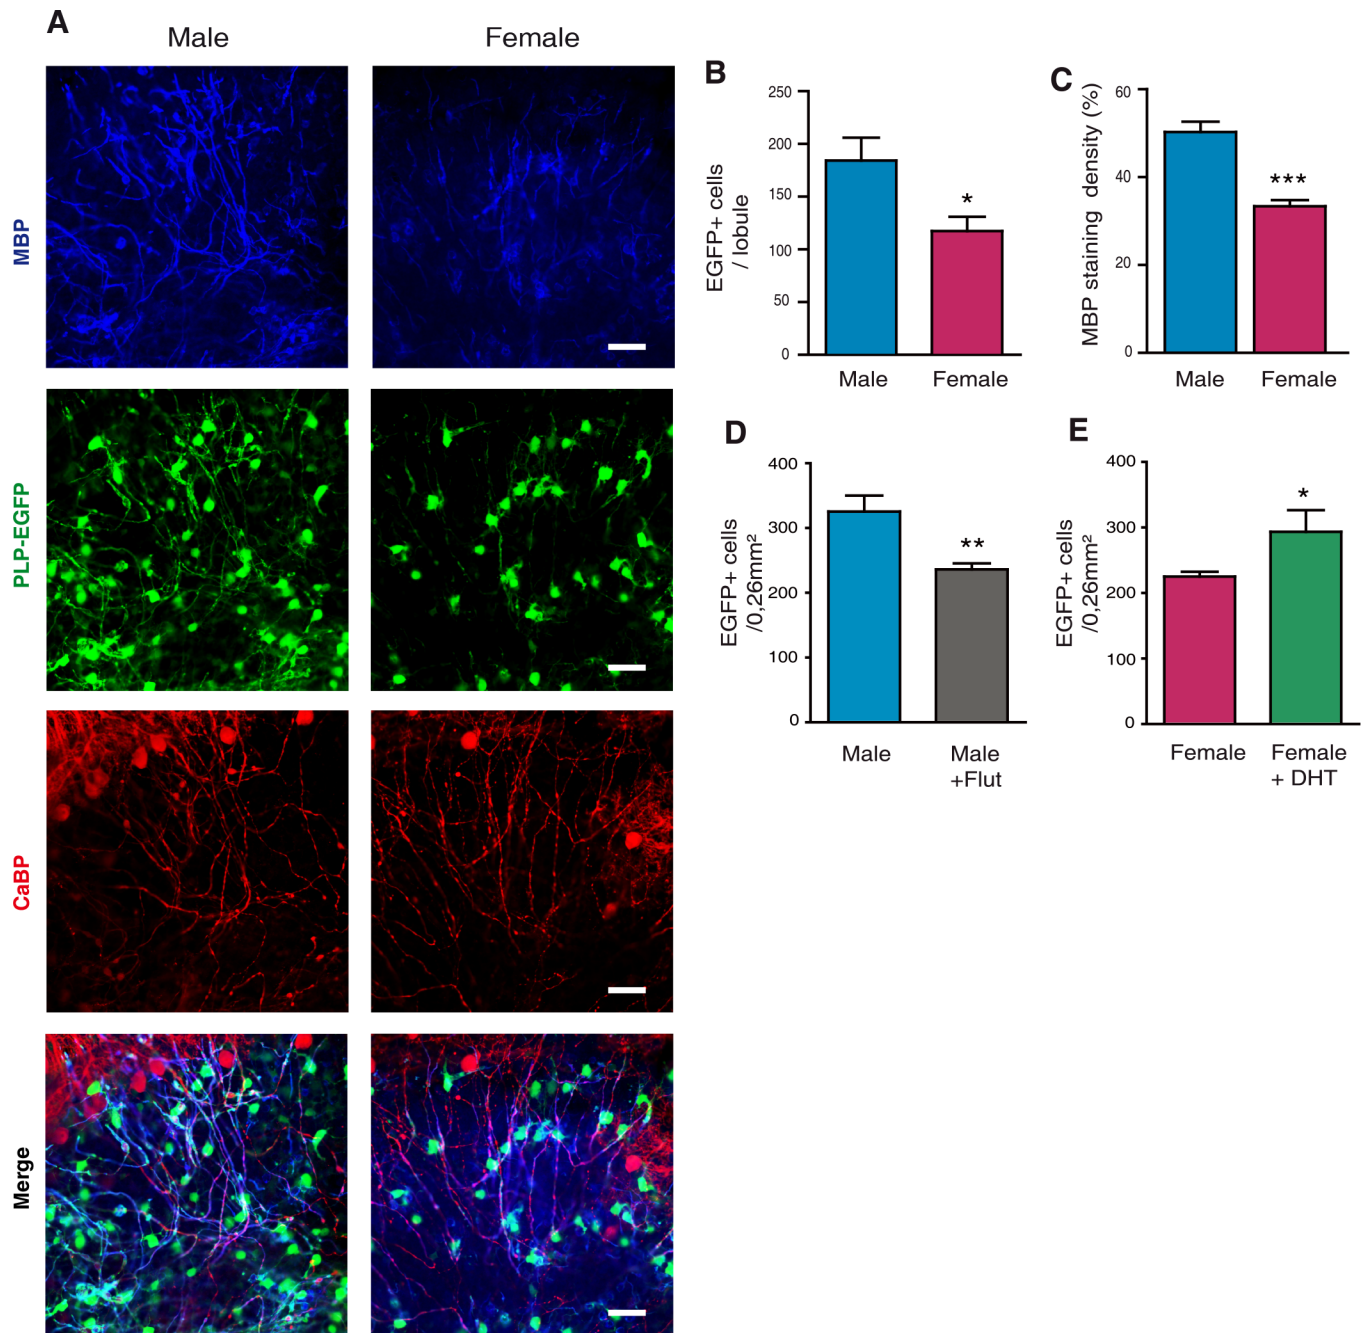 A
Male
Female
MBP
PLP-EGFP
CaBP
Merge
B
EGFP+ cells
/ lobule
250
200
150
100
50
0
*
Male
Female
C
MBP staining density (%)
60
40
20
0
***
Male
Female
D
EGFP+ cells
/0,26mm²
400
300
200
100
0
**
Male
Male
+Flut
E
EGFP+ cells
/0,26mm²
400
300
200
100
0
*
Female
Female
+ DHT